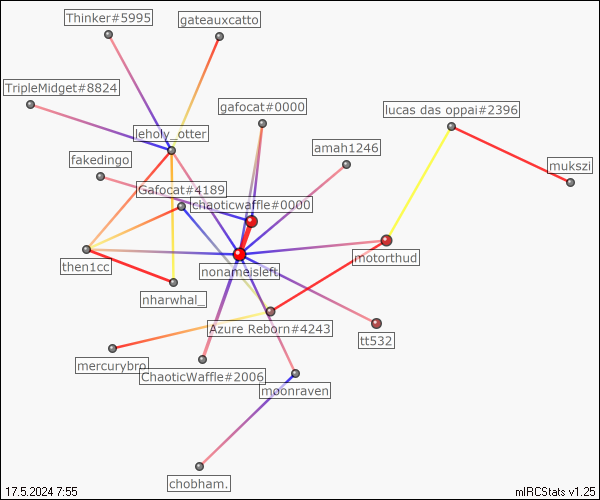 Thinker#5995
gateauxcatto
TripleMidget#8824
gafocat#0000
lucas das oppai#2396
leholy_otter
amah1246
fakedingo
mukszi
Gafocat#4189
chaoticwaffle#0000
motorthud
then1cc
nonameisleft
nharwhal_
Azure Reborn#4243
tt532
mercurybro
ChaoticWaffle#2006
moonraven
chobham.
17.5.2024 7:55
mIRCStats v1.25